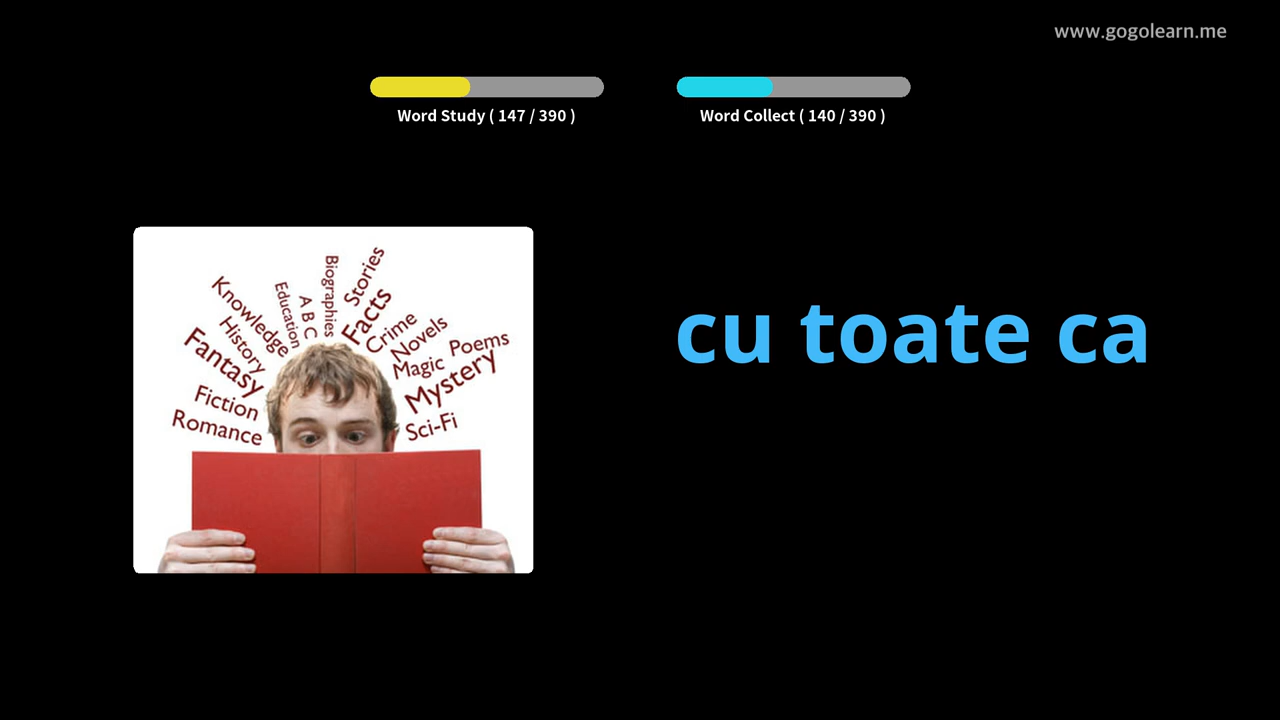 www.gogolearn.me
Word Study ( 147 / 390 )
Word Collect ( 140 / 390 )
cu toate ca
Knowledge
History
Fantasy
Fiction
Romance
Education
A B C
Biographies
Stories
Facts
Crime
Novels
Magic
Poems
Mystery
Sci-Fi